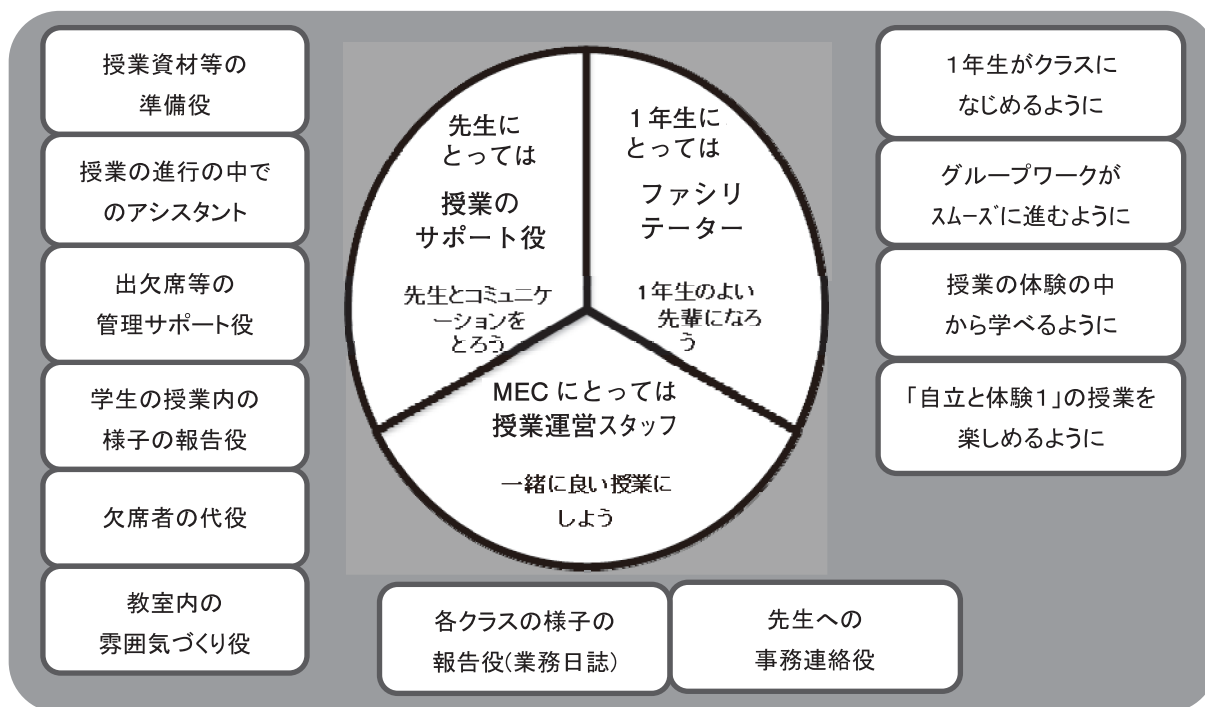 授業資材等の
準備役
授業の進行の中で
のアシスタント
出欠席等の
管理サポート役
学生の授業内の
様子の報告役
欠席者の代役
教室内の
雰囲気づくり役
先生に
とっては
授業の
サポート役
先生とコミュニケ
ーションを
とろう
1年生に
とっては
ファシリ
テーター
1年生のよい
先輩になろ
う
MECにとっては
授業運営スタッフ
一緒に良い授業に
しよう
1年生がクラスに
なじめるように
グループワークが
ｽﾑｰｽﾞに進むように
授業の体験の中
から学べるように
「自立と体験1」の授業を
楽しめるように
各クラスの様子の
報告役(業務日誌)
先生への
事務連絡役